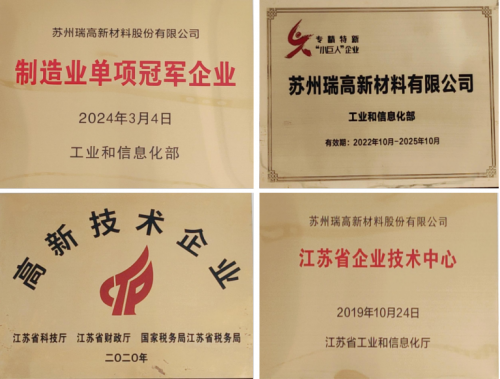 苏州瑞高新材料股份有限公司
制造业单项冠军企业
2024年3月4日
工业和信息化部
专精特新
"小巨人"企业
苏州瑞高新材料有限公司
工业和信息化部
有效期：2022年10月-2025年10月
高新技术企业
江苏省科技厅 江苏省财政厅 国家税务局江苏省税务局
二〇二〇年
苏州瑞高新材料股份有限公司
江苏省企业技术中心
2019年10月24日
江苏省工业和信息化厅